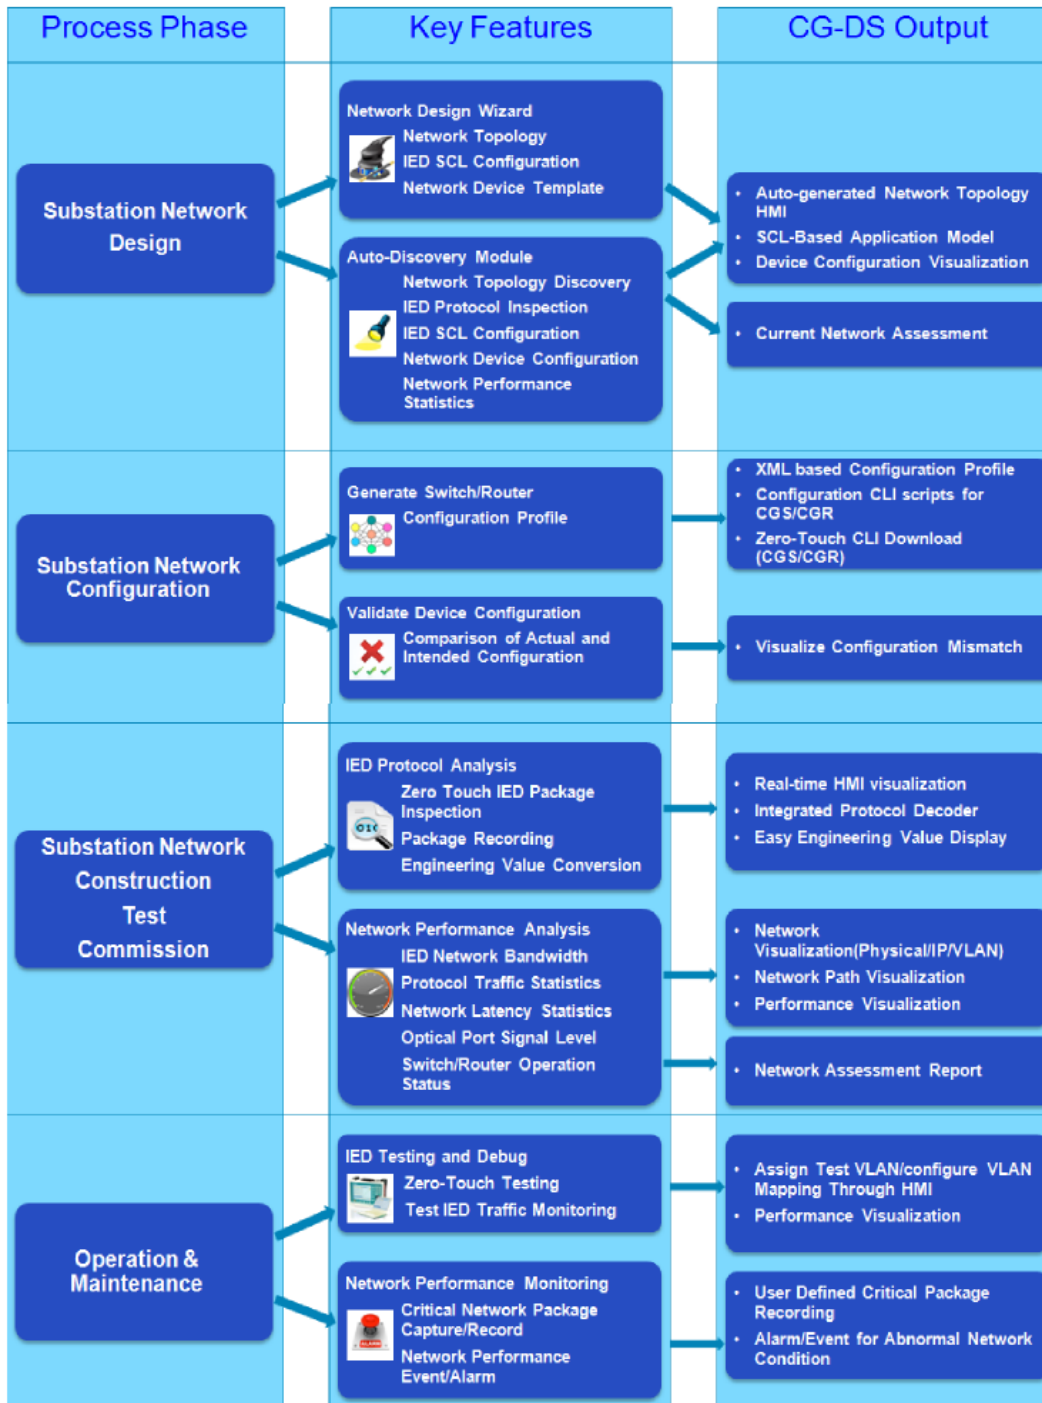 Process Phase
Key Features
CG-DS Output
Substation Network
Design
Network Design Wizard
Network Topology
IED SCL Configuration
Network Device Template
Auto-Discovery Module
Network Topology Discovery
IED Protocol Inspection
IED SCL Configuration
Network Device Configuration
Network Performance
Statistics
• Auto-generated Network Topology
HMI
• SCL-Based Application Model
• Device Configuration Visualization
• Current Network Assessment
Substation Network
Configuration
Generate Switch/Router
Configuration Profile
Validate Device Configuration
Comparison of Actual and
Intended Configuration
• XML based Configuration Profile
• Configuration CLI scripts for
CGS/CGR
• Zero-Touch CLI Download
(CGS/CGR)
• Visualize Configuration Mismatch
Substation Network
Construction
Test
Commission
IED Protocol Analysis
Zero Touch IED Package
Inspection
010
Package Recording
Engineering Value Conversion
Network Performance Analysis
IED Network Bandwidth
Protocol Traffic Statistics
Network Latency Statistics
Optical Port Signal Level
Switch/Router Operation
Status
• Real-time HMI visualization
• Integrated Protocol Decoder
• Easy Engineering Value Display
• Network
Visualization(Physical/IP/VLAN)
• Network Path Visualization
• Performance Visualization
• Network Assessment Report
Operation &
Maintenance
IED Testing and Debug
Zero-Touch Testing
Test IED Traffic Monitoring
Network Performance Monitoring
Critical Network Package
Capture/Record
ALARM
Network Performance
Event/Alarm
• Assign Test VLAN/configure VLAN
Mapping Through HMI
• Performance Visualization
• User Defined Critical Package
Recording
• Alarm/Event for Abnormal Network
Condition